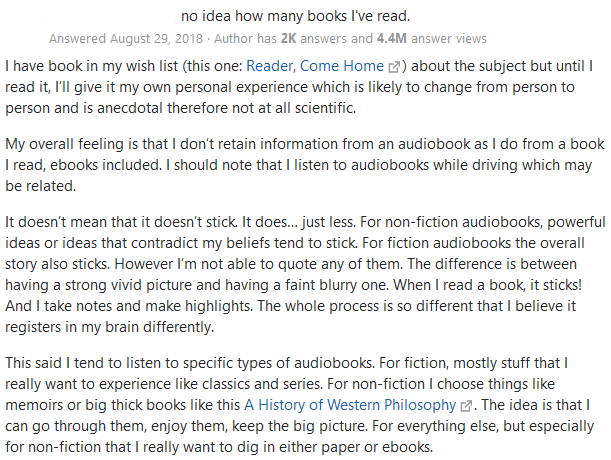 no idea how many books I've read.
Answered August 29, 2018 · Author has 2K answers and 4.4M answer views
I have book in my wish list (this one: Reader, Come Home) about the subject but until I
read it, I’ll give it my own personal experience which is likely to change from person to
person and is anecdotal therefore not at all scientific.
My overall feeling is that I don’t retain information from an audiobook as I do from a book
I read, ebooks included. I should note that I listen to audiobooks while driving which may
be related.
It doesn’t mean that it doesn’t stick. It does… just less. For non-fiction audiobooks, powerful
ideas or ideas that contradict my beliefs tend to stick. For fiction audiobooks the overall
story also sticks. However I’m not able to quote any of them. The difference is between
having a strong vivid picture and having a faint blurry one. When I read a book, it sticks!
And I take notes and make highlights. The whole process is so different that I believe it
registers in my brain differently.
This said I tend to listen to specific types of audiobooks. For fiction, mostly stuff that I
really want to experience like classics and series. For non-fiction I choose things like
memoirs or big thick books like this A History of Western Philosophy. The idea is that I
can go through them, enjoy them, keep the big picture. For everything else, but especially
for non-fiction that I really want to dig in either paper or ebooks.